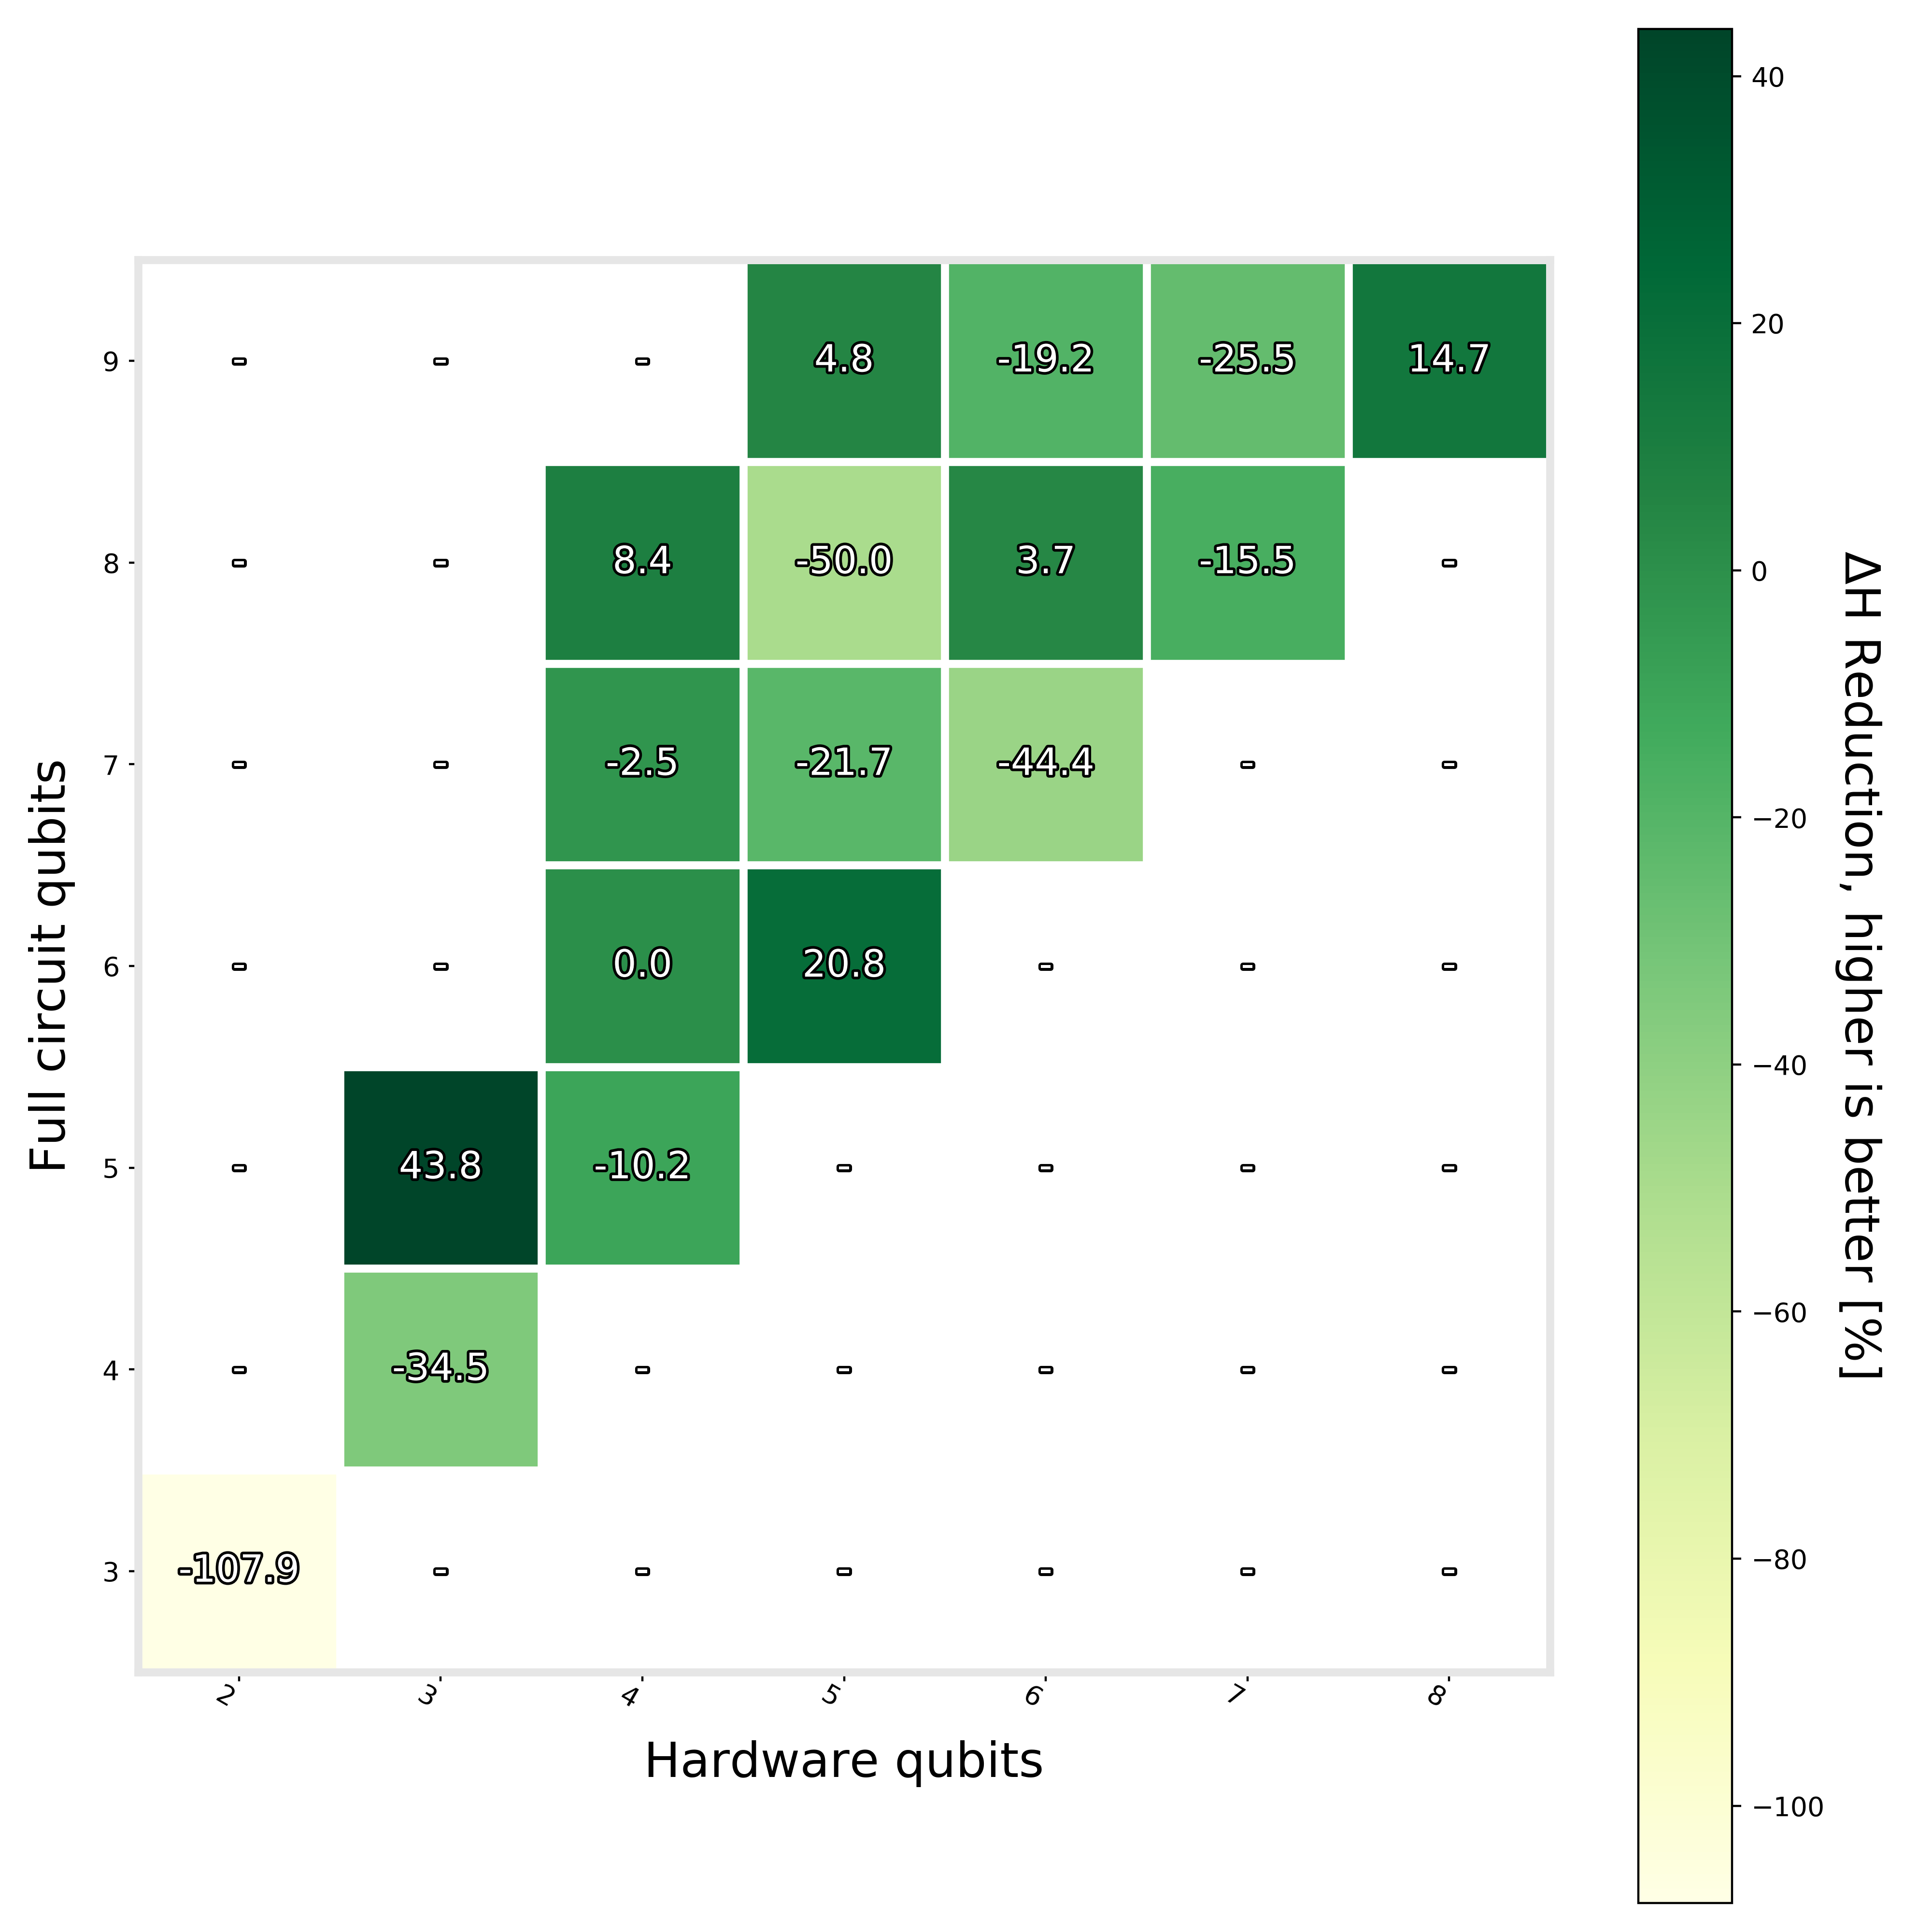 Full circuit qubits
9 - - - 4.8 -19.2 -25.5 14.7
8 - - 8.4 -50.0 3.7 -15.5 -
7 - - -2.5 -21.7 -44.4 - -
6 - - 0.0 20.8 - - -
5 - 43.8 -10.2 - - - -
4 - -34.5 - - - - -
3 -107.9 - - - - - -
2 3 4 5 6 7 8
Hardware qubits
40
20
0
−20
−40
−60
−80
−100
ΔH Reduction, higher is better [%]